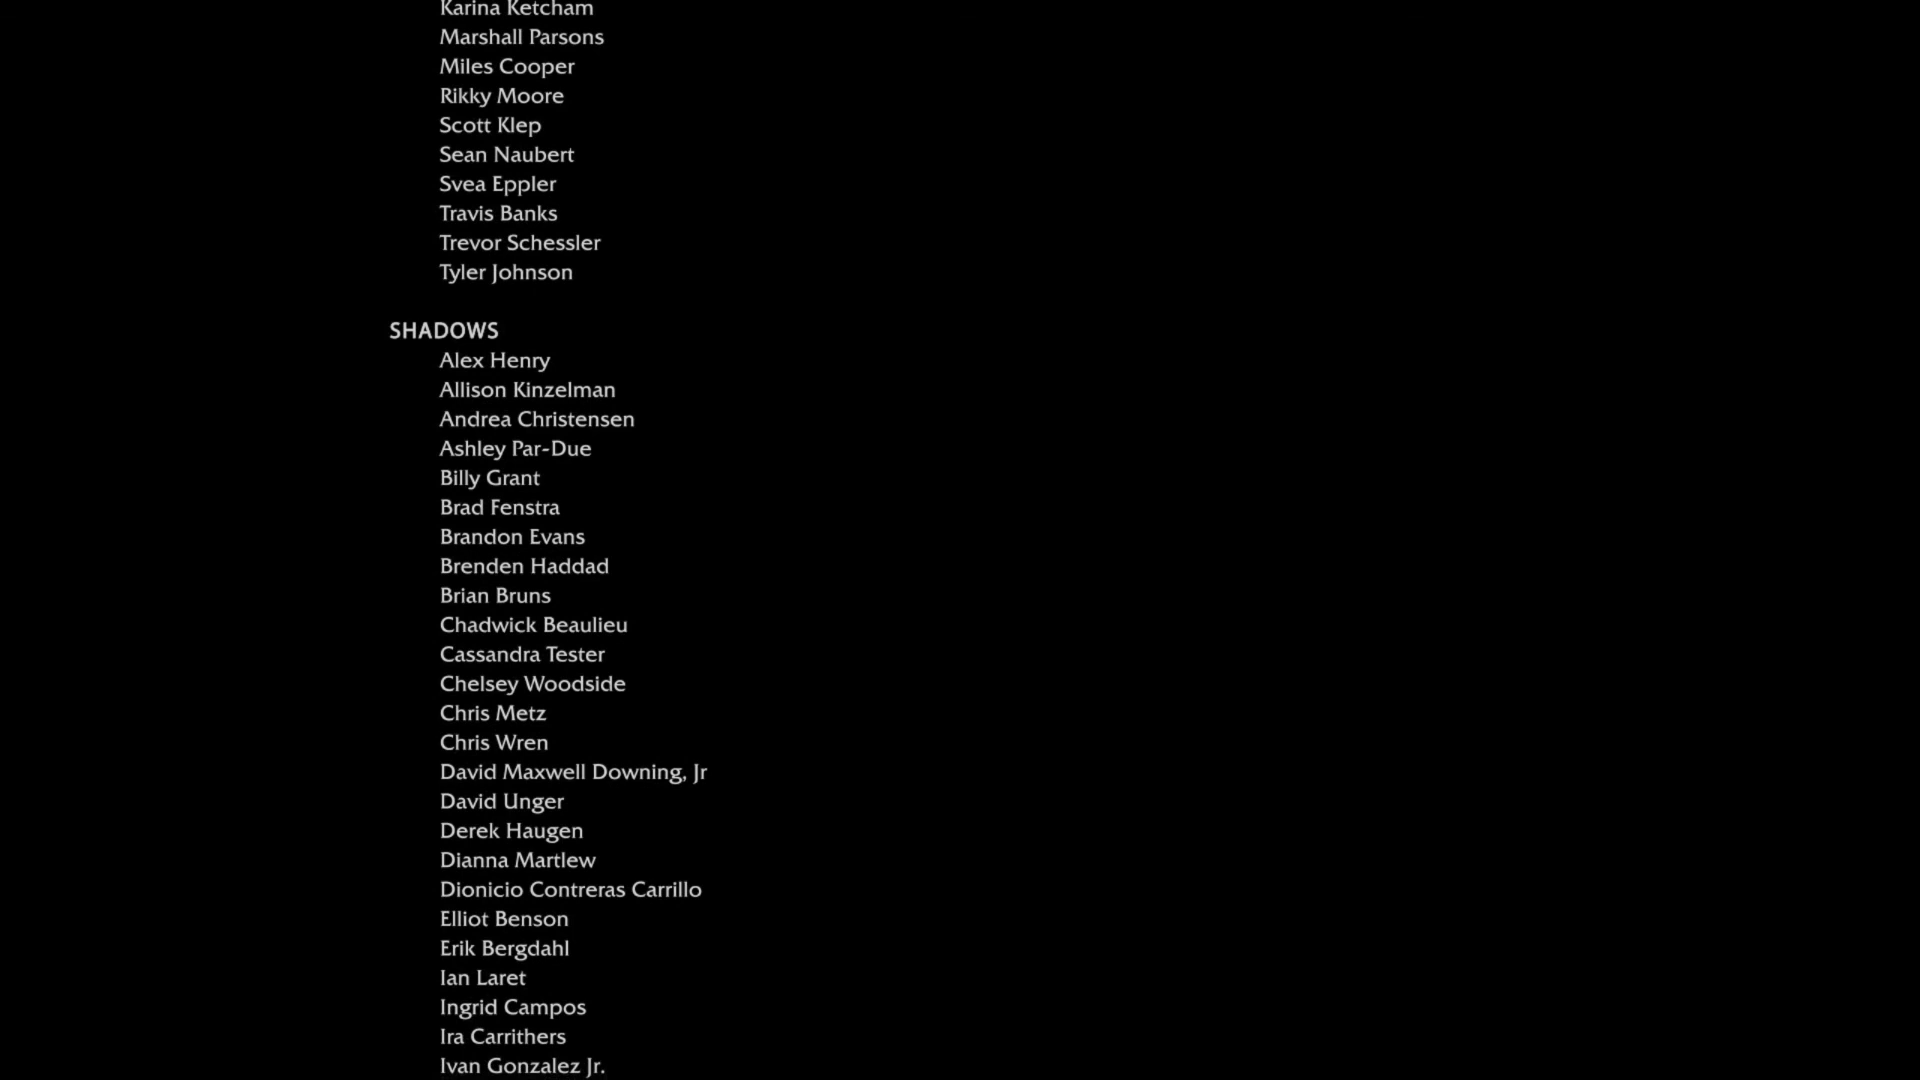 Karina Ketcham
Marshall Parsons
Miles Cooper
Rikky Moore
Scott Klep
Sean Naubert
Svea Eppler
Travis Banks
Trevor Schessler
Tyler Johnson
SHADOWS
Alex Henry
Allison Kinzelman
Andrea Christensen
Ashley Par-Due
Billy Grant
Brad Fenstra
Brandon Evans
Brenden Haddad
Brian Bruns
Chadwick Beaulieu
Cassandra Tester
Chelsey Woodside
Chris Metz
Chris Wren
David Maxwell Downing, Jr
David Unger
Derek Haugen
Dianna Martlew
Dionicio Contreras Carrillo
Elliot Benson
Erik Bergdahl
Ian Laret
Ingrid Campos
Ira Carrithers
Ivan Gonzalez Jr.